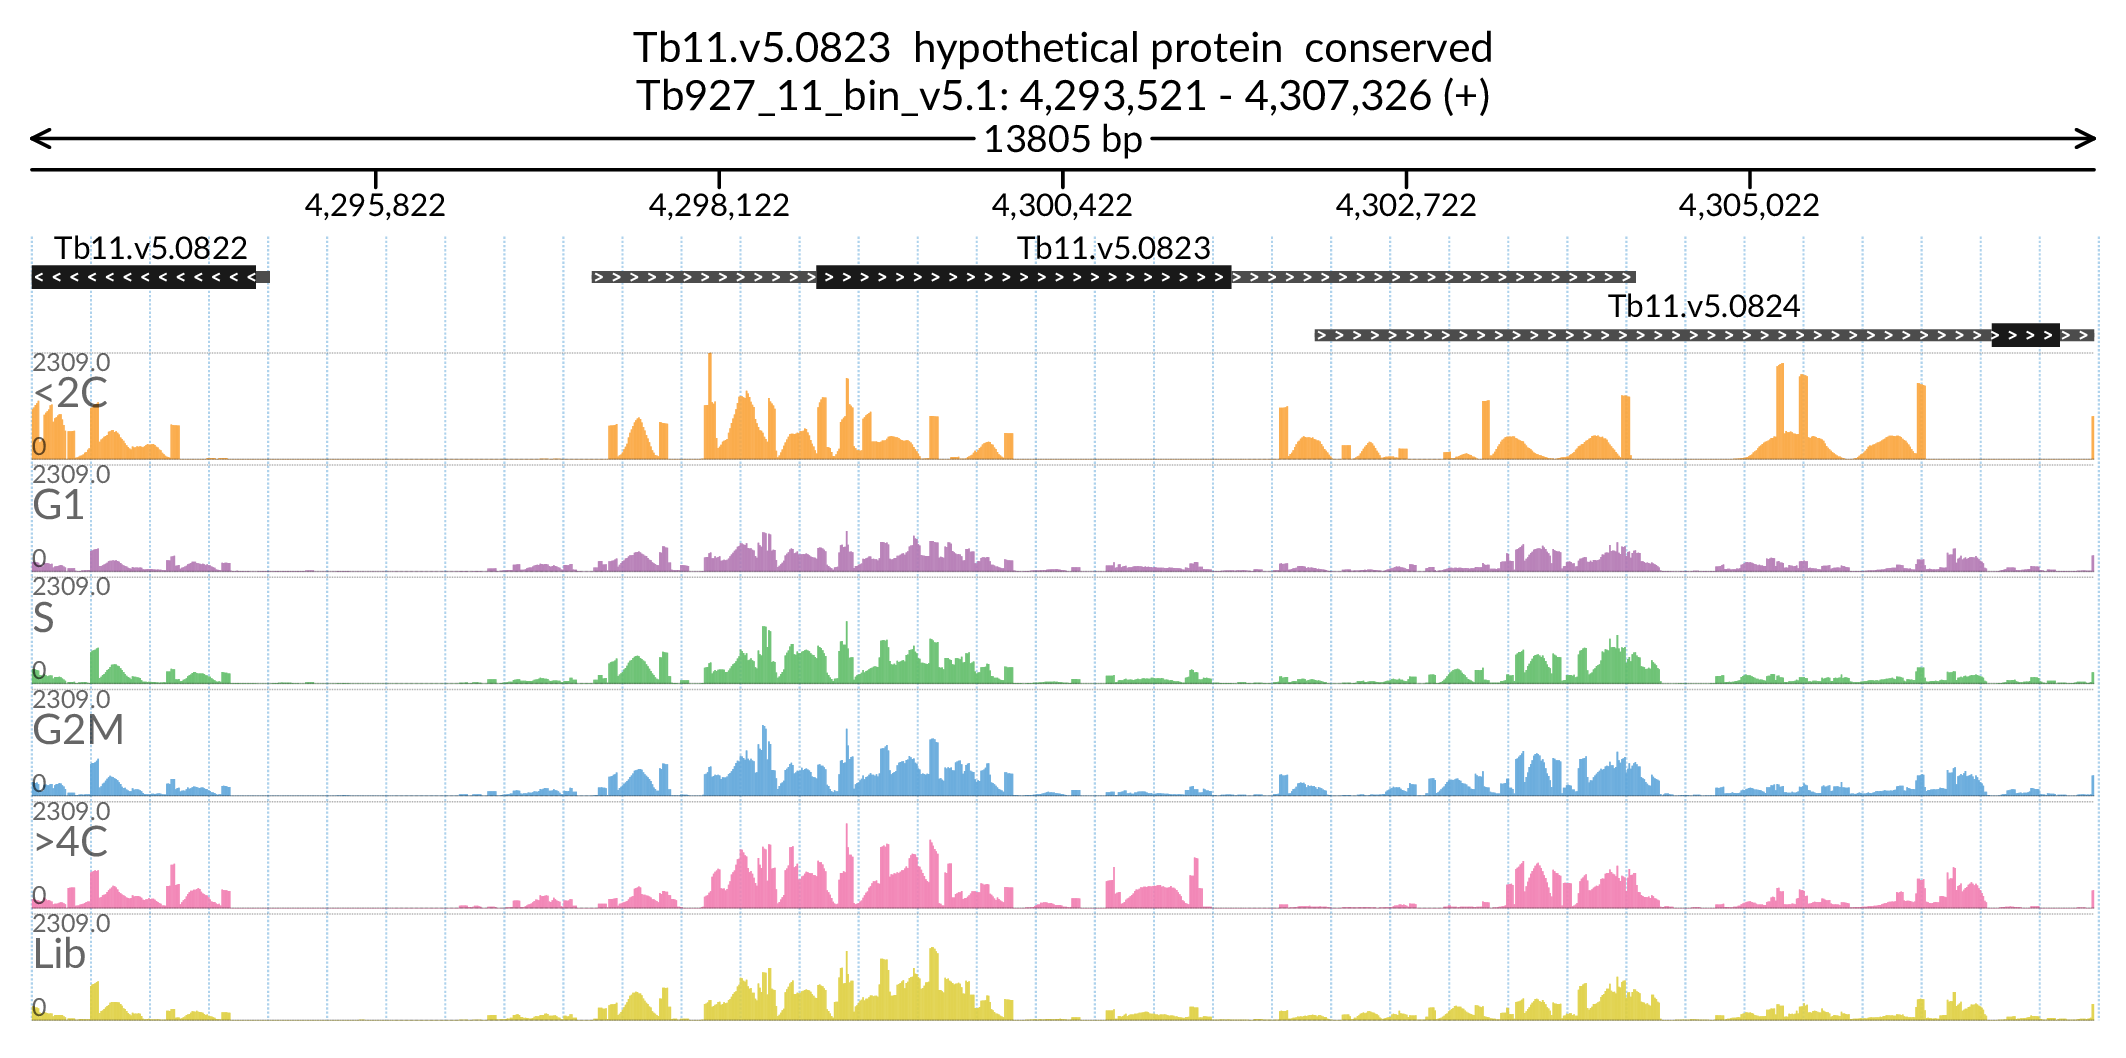 Tb11.v5.0823 hypothetical protein conserved
Tb927_11_bin_v5.1: 4,293,521 - 4,307,326 (+)
13805 bp
4,295,822 4,298,122 4,300,422 4,302,722 4,305,022
Tb11.v5.0822 Tb11.v5.0823
Tb11.v5.0824
2309.0
<2C
0
2309.0
G1
0
2309.0
S
0
2309.0
G2M
0
2309.0
>4C
0
2309.0
Lib
0